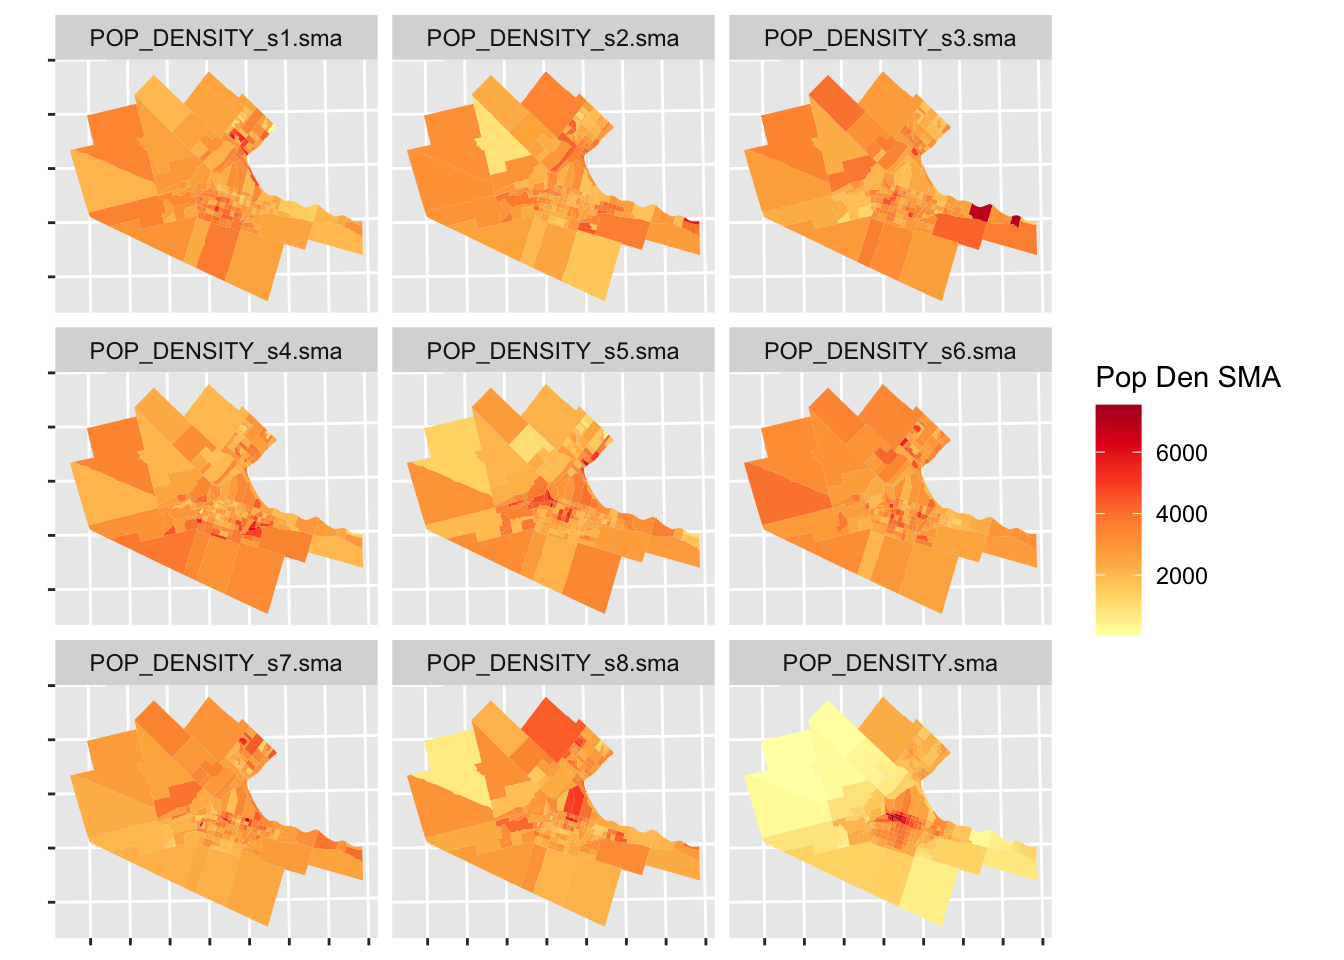 POP_DENSITY_s1.sma
POP_DENSITY_s2.sma
POP_DENSITY_s3.sma
POP_DENSITY_s4.sma
POP_DENSITY_s5.sma
POP_DENSITY_s6.sma
Pop Den SMA
6000
4000
2000
POP_DENSITY_s7.sma
POP_DENSITY_s8.sma
POP_DENSITY.sma